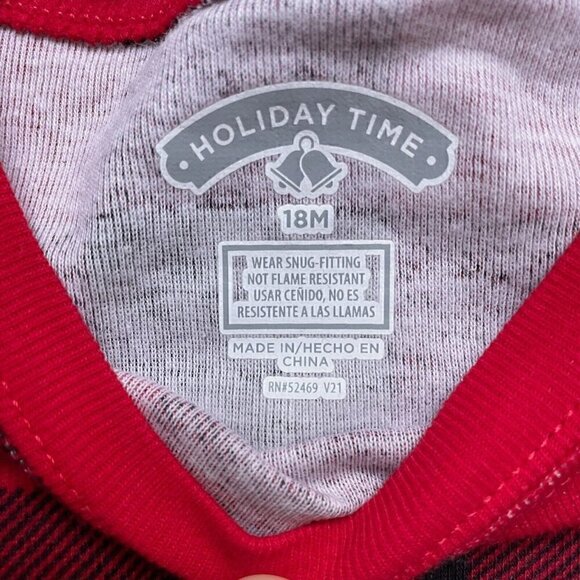 · HOLIDAY TIME ·
18M
WEAR SNUG-FITTING
NOT FLAME RESISTANT
USAR CEÑIDO, NO ES
RESISTENTE A LAS LLAMAS
MADE IN/HECHO EN
CHINA
RN#52469 V21